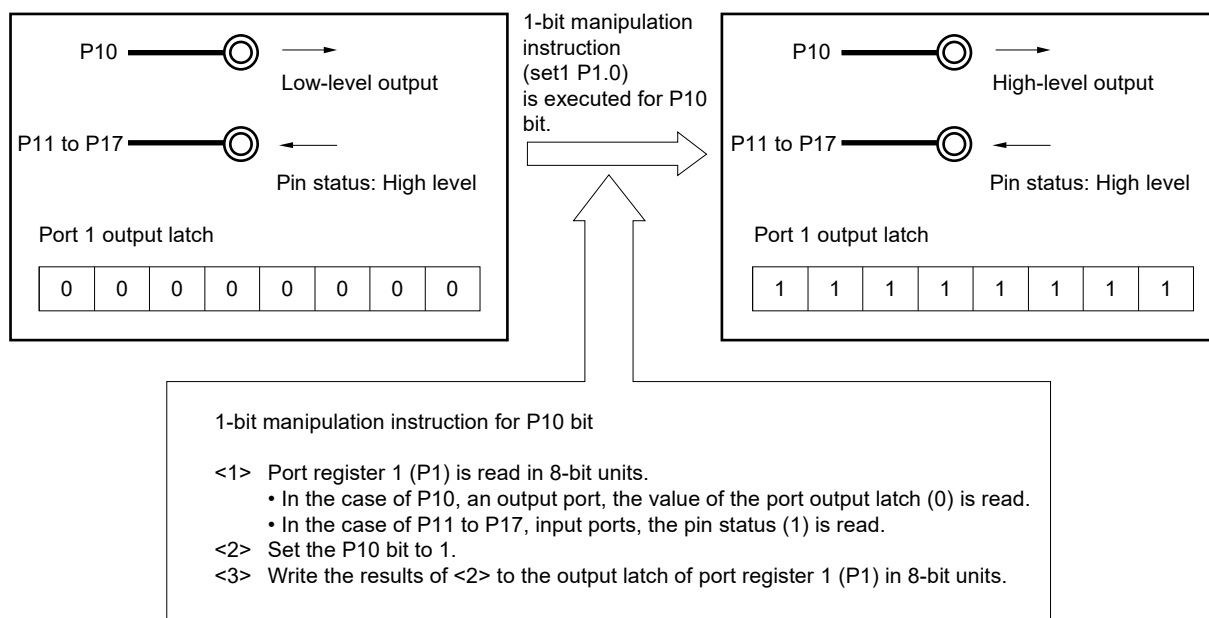 P10
Low-level output
P11 to P17
Pin status: High level
Port 1 output latch
0 0 0 0 0 0 0 0
1-bit manipulation
instruction
(set1 P1.0)
is executed for P10
bit.
P10
High-level output
P11 to P17
Pin status: High level
Port 1 output latch
1 1 1 1 1 1 1 1
1-bit manipulation instruction for P10 bit
<1> Port register 1 (P1) is read in 8-bit units.
• In the case of P10, an output port, the value of the port output latch (0) is read.
• In the case of P11 to P17, input ports, the pin status (1) is read.
<2> Set the P10 bit to 1.
<3> Write the results of <2> to the output latch of port register 1 (P1) in 8-bit units.